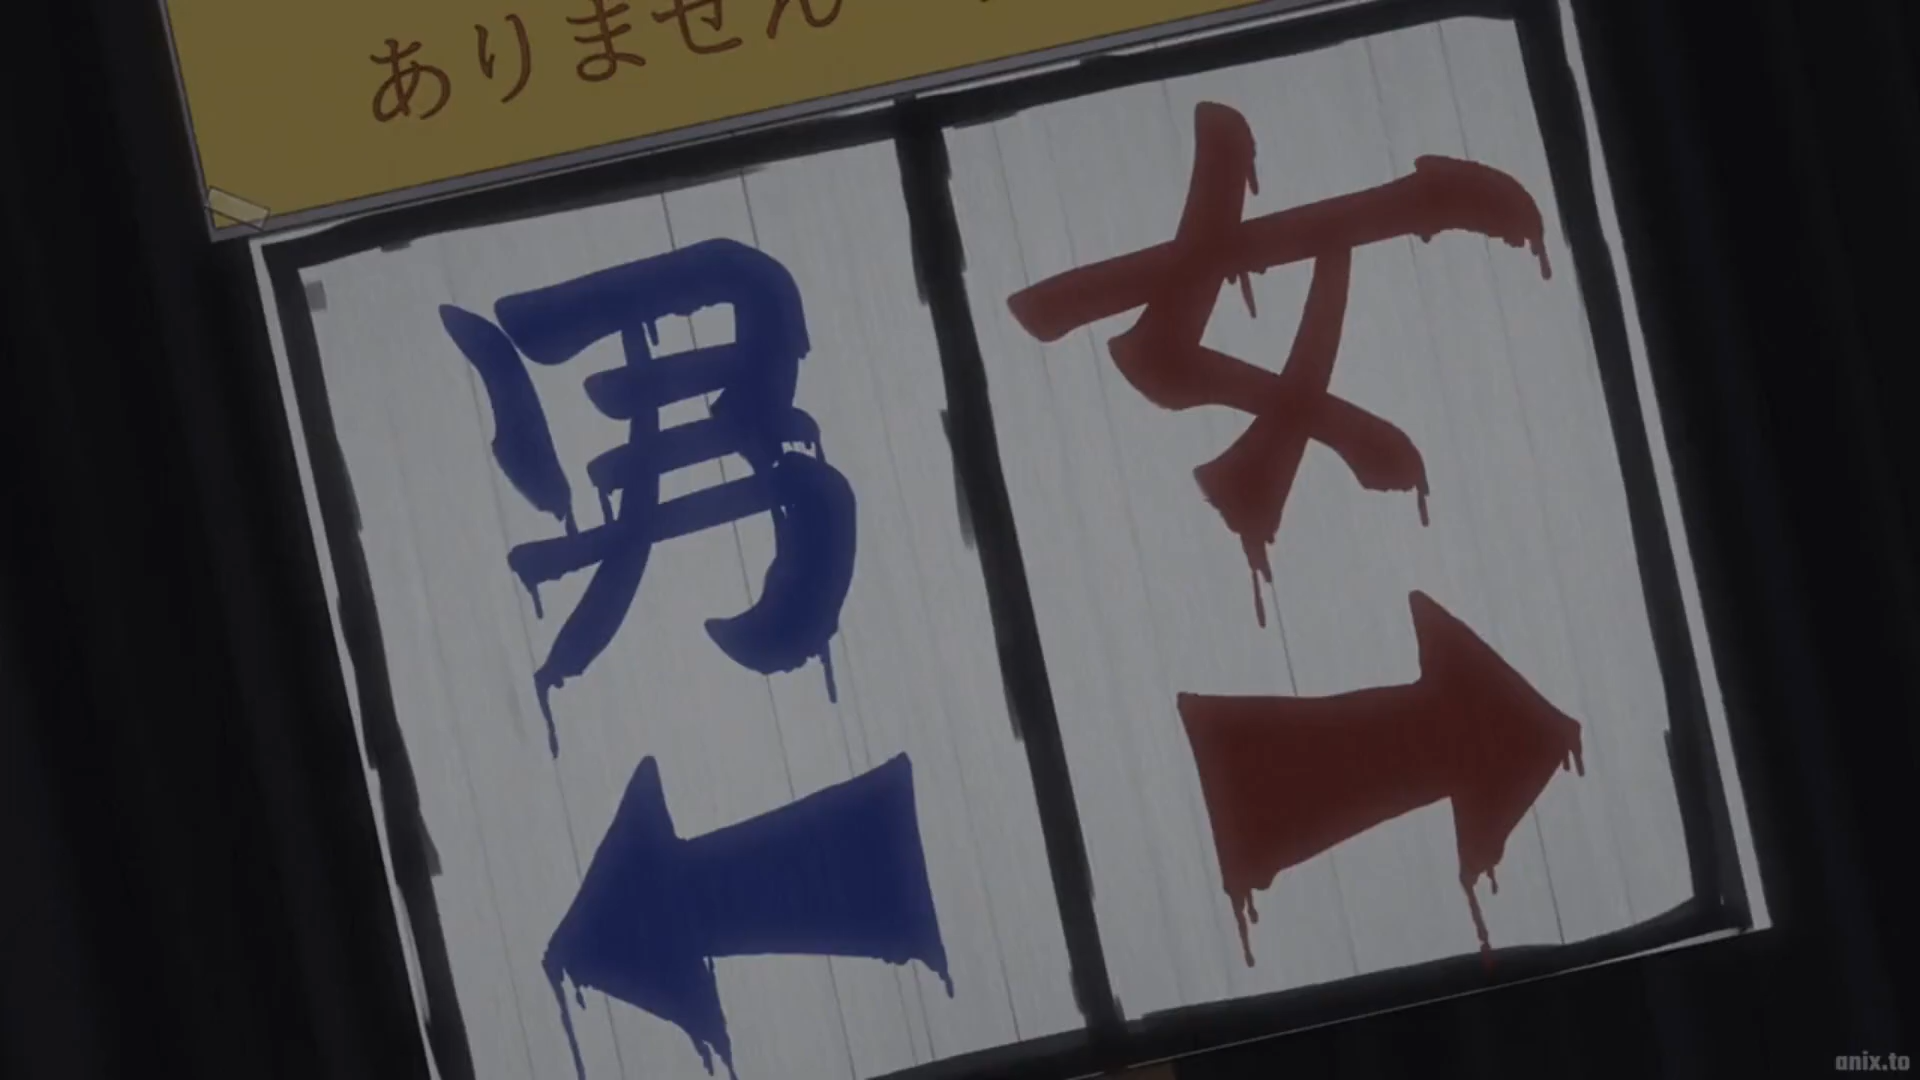 ありません
男 女
anix.to